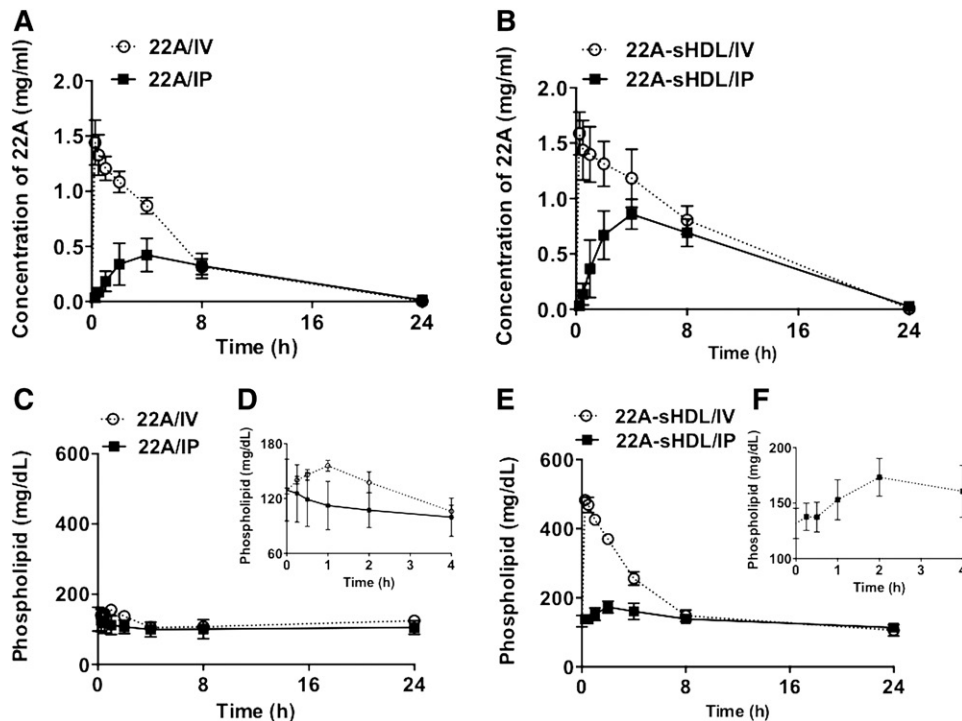 A
22A/IV
22A/IP
Concentration of 22A (mg/ml)
2.0
1.5
1.0
0.5
0.0
0
8
16
24
Time (h)
B
22A-sHDL/IV
22A-sHDL/IP
Concentration of 22A (mg/ml)
2.0
1.5
1.0
0.5
0.0
0
8
16
24
Time (h)
C
22A/IV
22A/IP
Phospholipid (mg/dL)
600
400
200
0
0
8
16
24
Time (h)
D
Phospholipid (mg/dL)
180
120
60
0
1
2
3
4
Time (h)
E
22A-sHDL/IV
22A-sHDL/IP
Phospholipid (mg/dL)
600
400
200
0
0
8
16
24
Time (h)
F
Phospholipid (mg/dL)
200
150
100
0
1
2
3
4
Time (h)